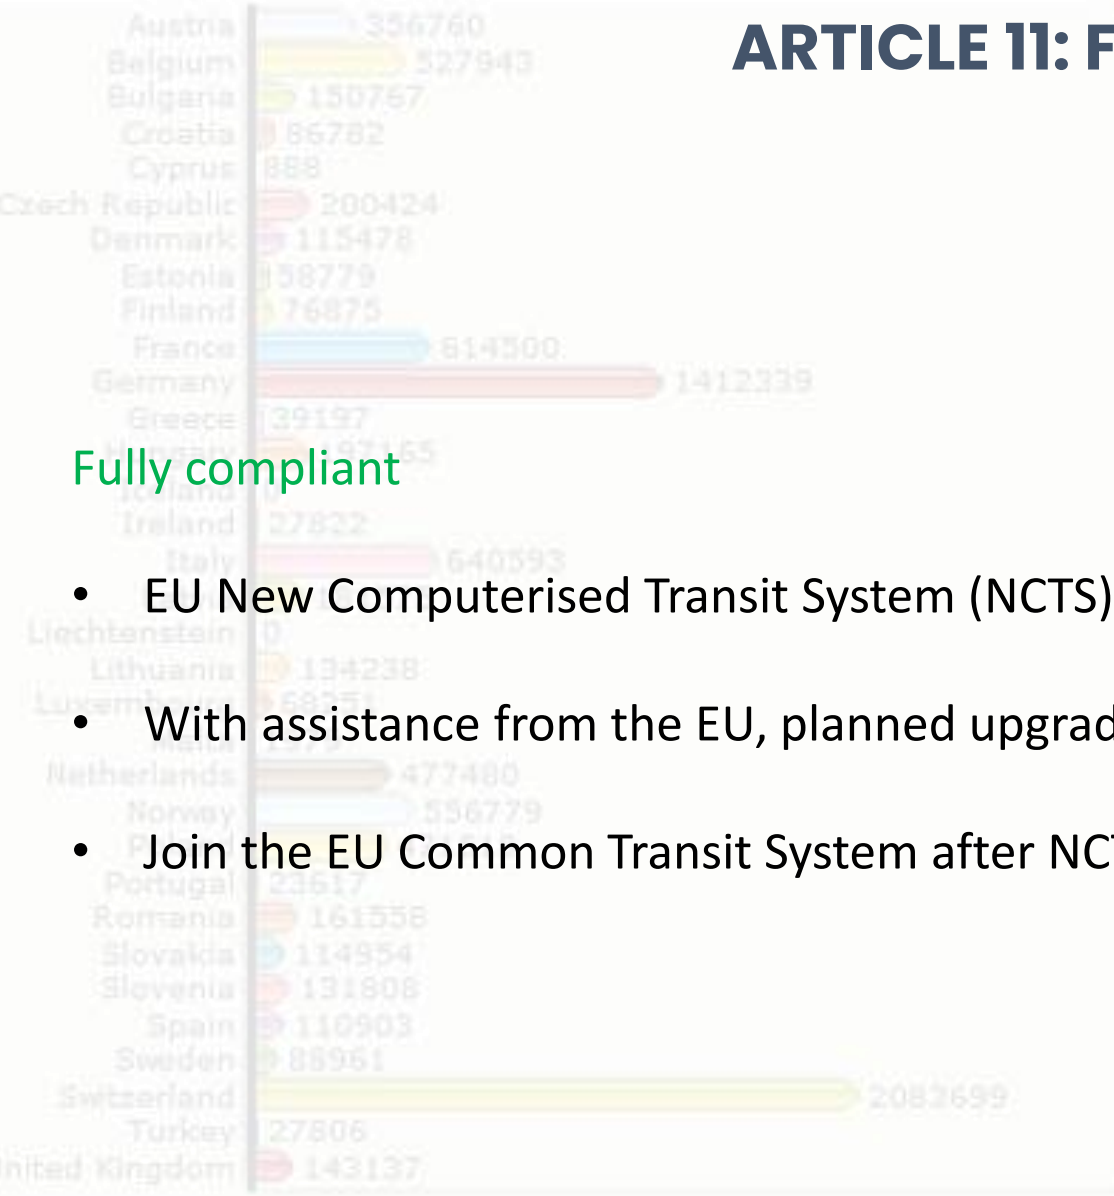 ARTICLE 11: F
Austria 356760
Belgium 527943
Bulgaria 150767
Croatia 86782
Cyprus 888
Czech Republic 200424
Denmark 115478
Estonia 58779
Finland 76875
France 614500
Germany 1412339
Greece 39197
Fully compliant
Ireland 27822
Italy 640593
• EU New Computerised Transit System (NCTS)
Liechtenstein 0
Lithuania 134238
• With assistance from the EU, planned upgrad
Netherlands 477480
Norway 556779
• Join the EU Common Transit System after NCT
Portugal 23617
Romania 161558
Slovakia 114954
Slovenia 131808
Spain 110903
Sweden 88961
Switzerland 2083699
Turkey 27806
United Kingdom 143137